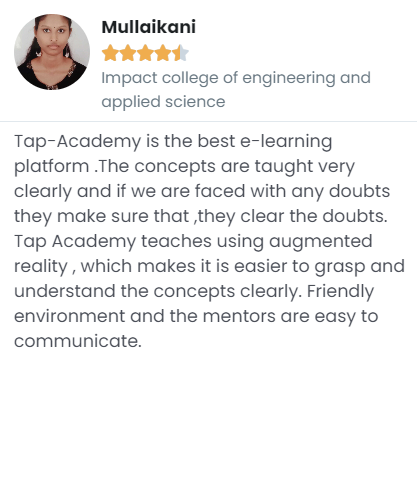 Mullaikani
Impact college of engineering and
applied science
Tap-Academy is the best e-learning
platform .The concepts are taught very
clearly and if we are faced with any doubts
they make sure that ,they clear the doubts.
Tap Academy teaches using augmented
reality , which makes it is easier to grasp and
understand the concepts clearly. Friendly
environment and the mentors are easy to
communicate.